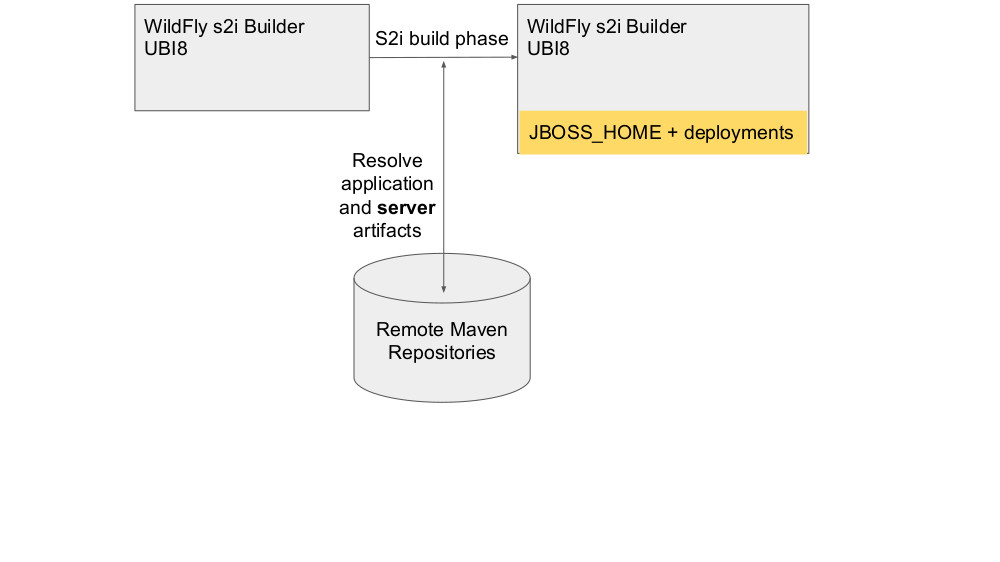 WildFly s2i Builder
UBI8
S2i build phase
WildFly s2i Builder
UBI8
JBOSS_HOME + deployments
Resolve
application
and server
artifacts
Remote Maven
Repositories